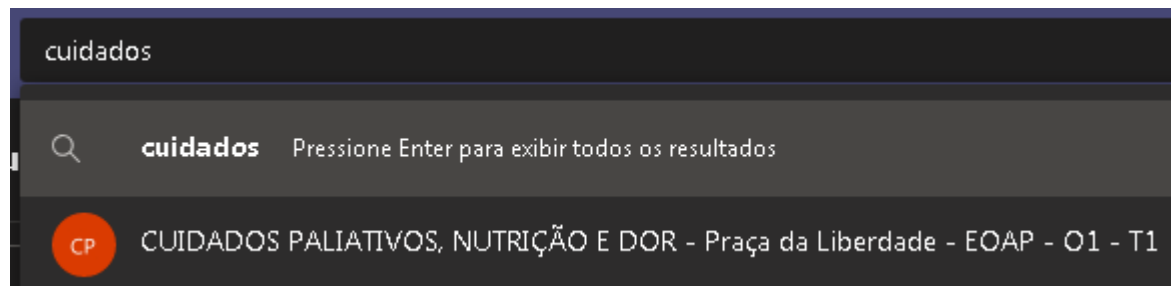 cuidados
cuidados Pressione Enter para exibir todos os resultados
CP CUIDADOS PALIATIVOS, NUTRIÇÃO E DOR - Praça da Liberdade - EOAP - O1 - T1